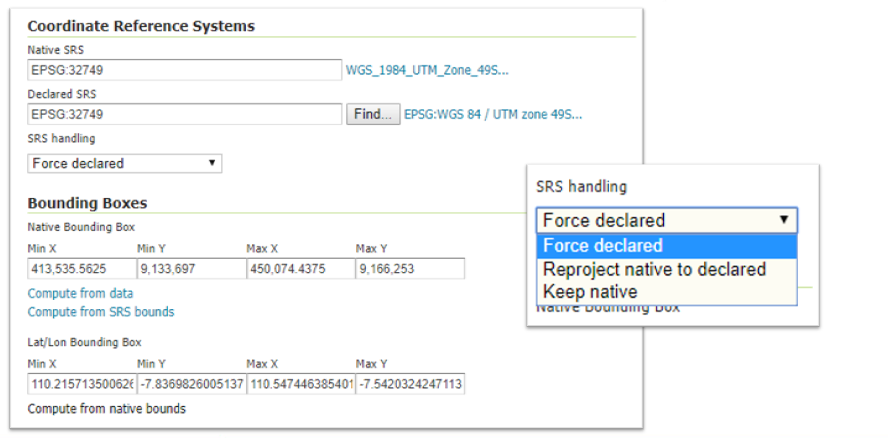 Coordinate Reference Systems
Native SRS
EPSG:32749 WGS_1984_UTM_Zone_49S...
Declared SRS
EPSG:32749 Find... EPSG:WGS 84 / UTM zone 49S...
SRS handling
Force declared
Bounding Boxes
Native Bounding Box
Min X Min Y Max X Max Y
413,535.5625 9,133,697 450,074.4375 9,166,253
Compute from data
Compute from SRS bounds
Lat/Lon Bounding Box
Min X Min Y Max X Max Y
110.215713500626 -7.8369826005137 110.547446385401 -7.5420324247113
Compute from native bounds
SRS handling
Force declared
Force declared
Reproject native to declared
Keep native
Native Bounding Box